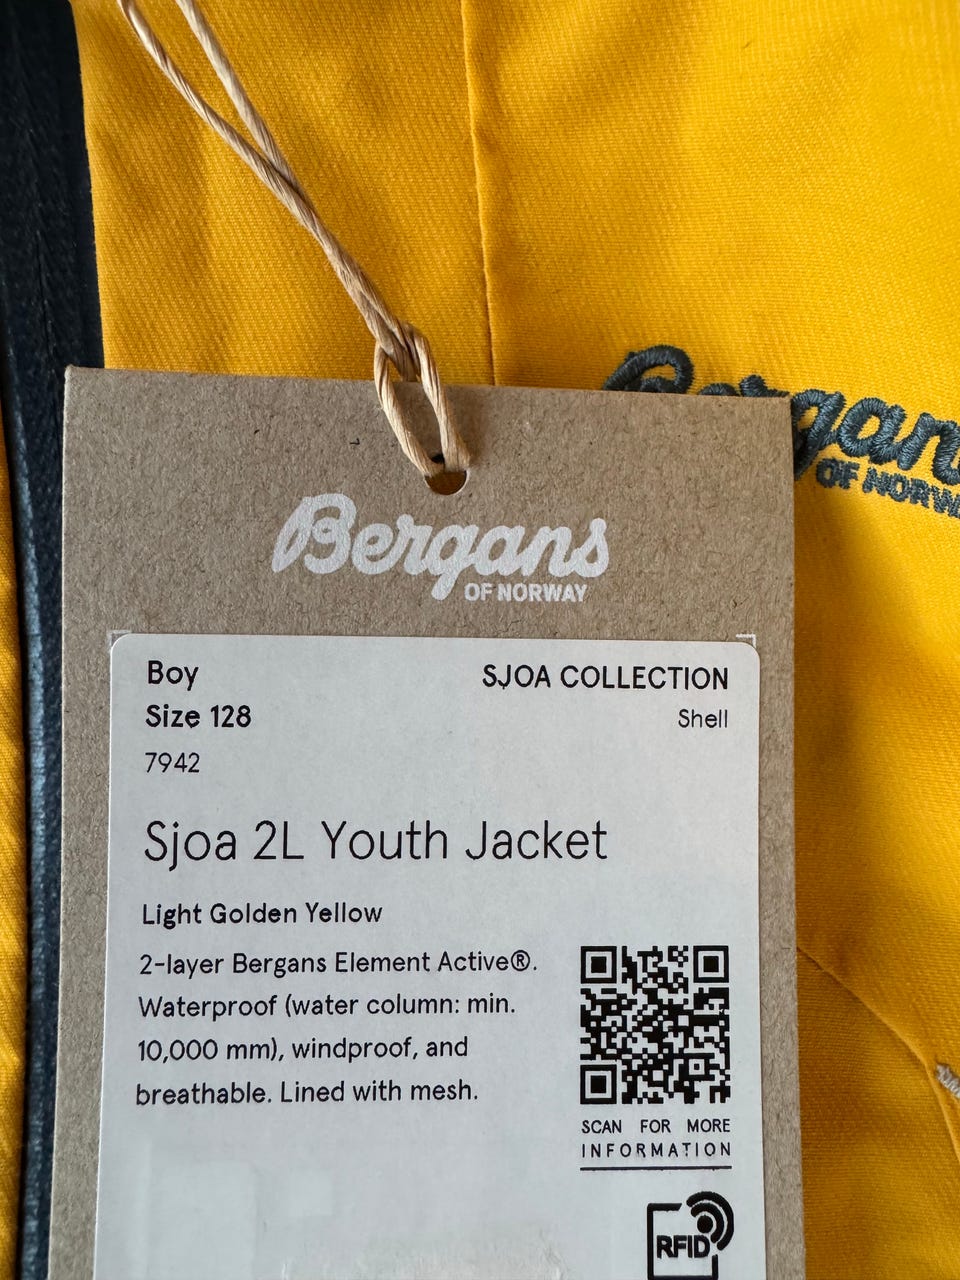 Bergans
OF NORWAY
Bergans
OF NORWAY
Boy
SJOA COLLECTION
Size 128
Shell
7942
Sjoa 2L Youth Jacket
Light Golden Yellow
2-layer Bergans Element Active®.
Waterproof (water column: min.
10,000 mm), windproof, and
breathable. Lined with mesh.
SCAN FOR MORE
INFORMATION
RFID